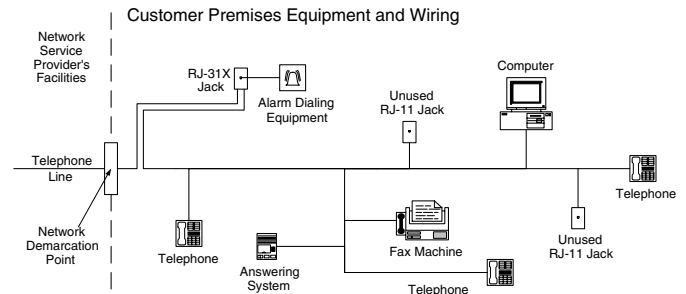 Customer Premises Equipment and Wiring
Network
Service
Provider's
Facilities
RJ-31X
Jack
Alarm Dialing
Equipment
Unused
RJ-11 Jack
Computer
Telephone
Line
Telephone
Network
Demarcation
Point
Telephone
Answering
System
Fax Machine
Unused
RJ-11 Jack
Telephone